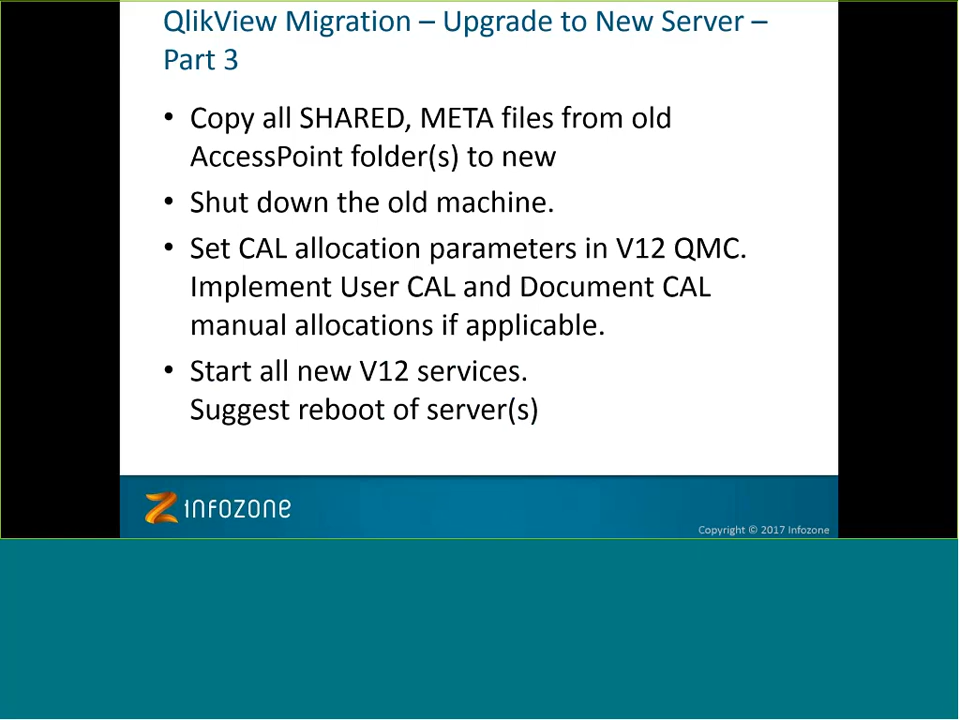 QlikView Migration – Upgrade to New Server –
Part 3
• Copy all SHARED, META files from old
AccessPoint folder(s) to new
• Shut down the old machine.
• Set CAL allocation parameters in V12 QMC.
Implement User CAL and Document CAL
manual allocations if applicable.
• Start all new V12 services.
Suggest reboot of server(s)
infozone
Copyright © 2017 Infozone